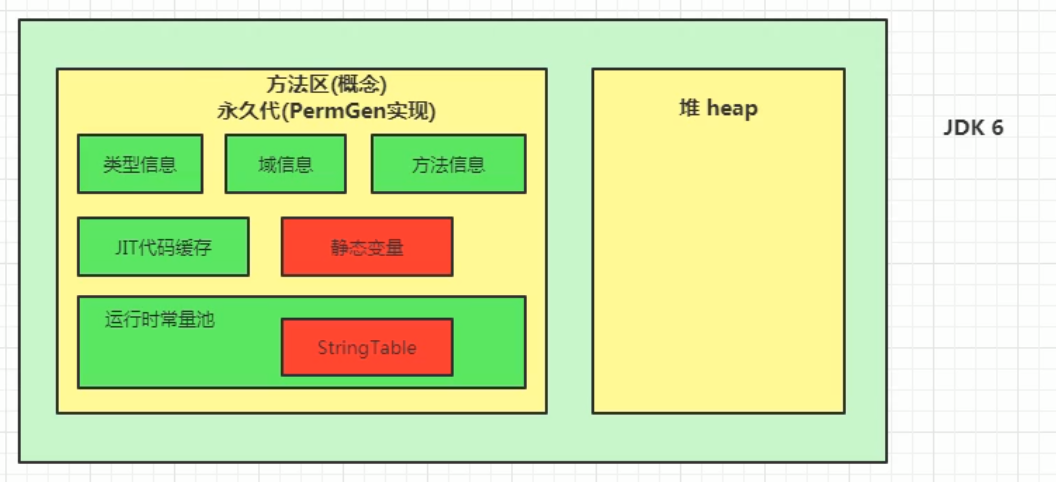 方法区(概念)
永久代(PermGen实现)
类型信息
域信息
方法信息
JIT代码缓存
静态变量
运行时常量池
StringTable
堆 heap
JDK 6